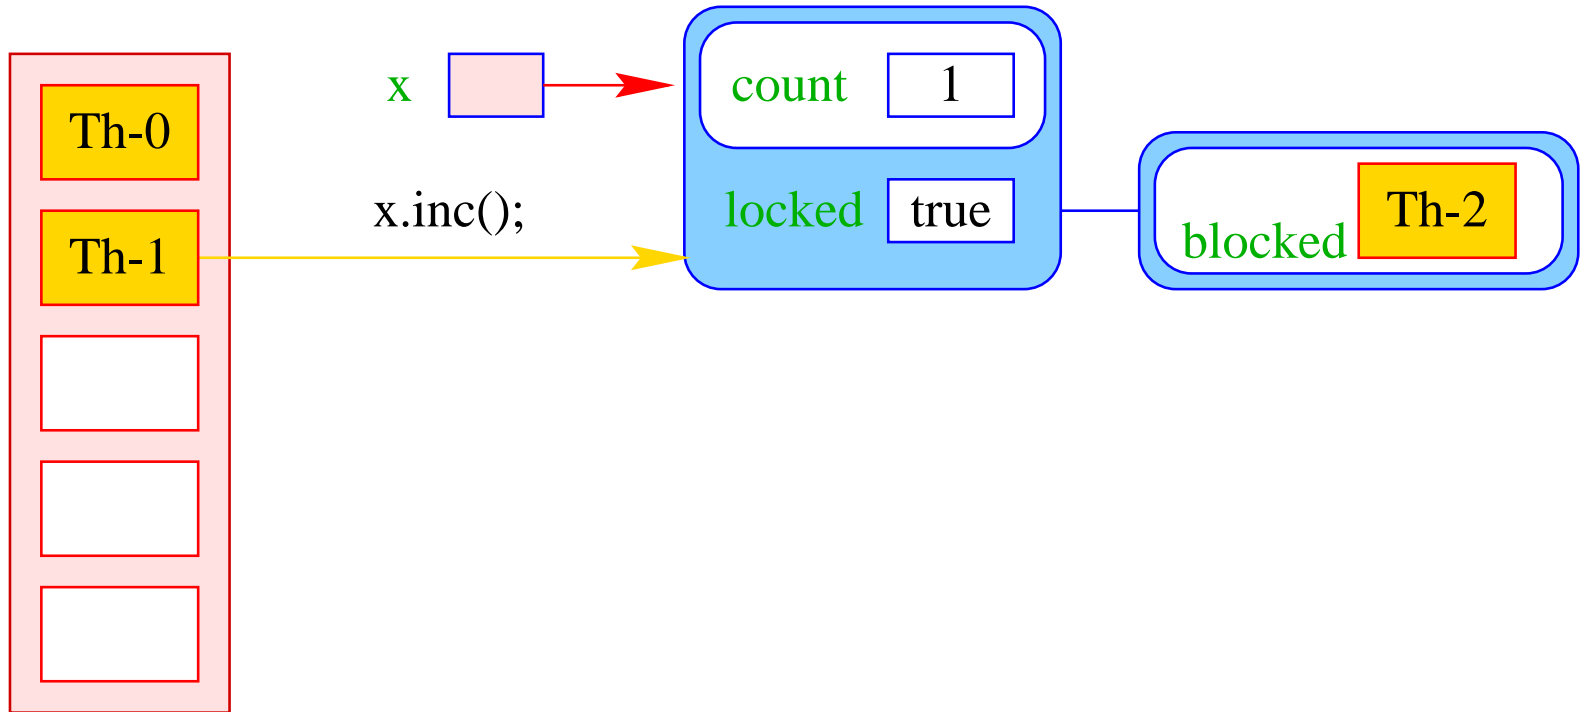 Th-0
Th-1
x
x.inc();
count 1
locked true
blocked Th-2